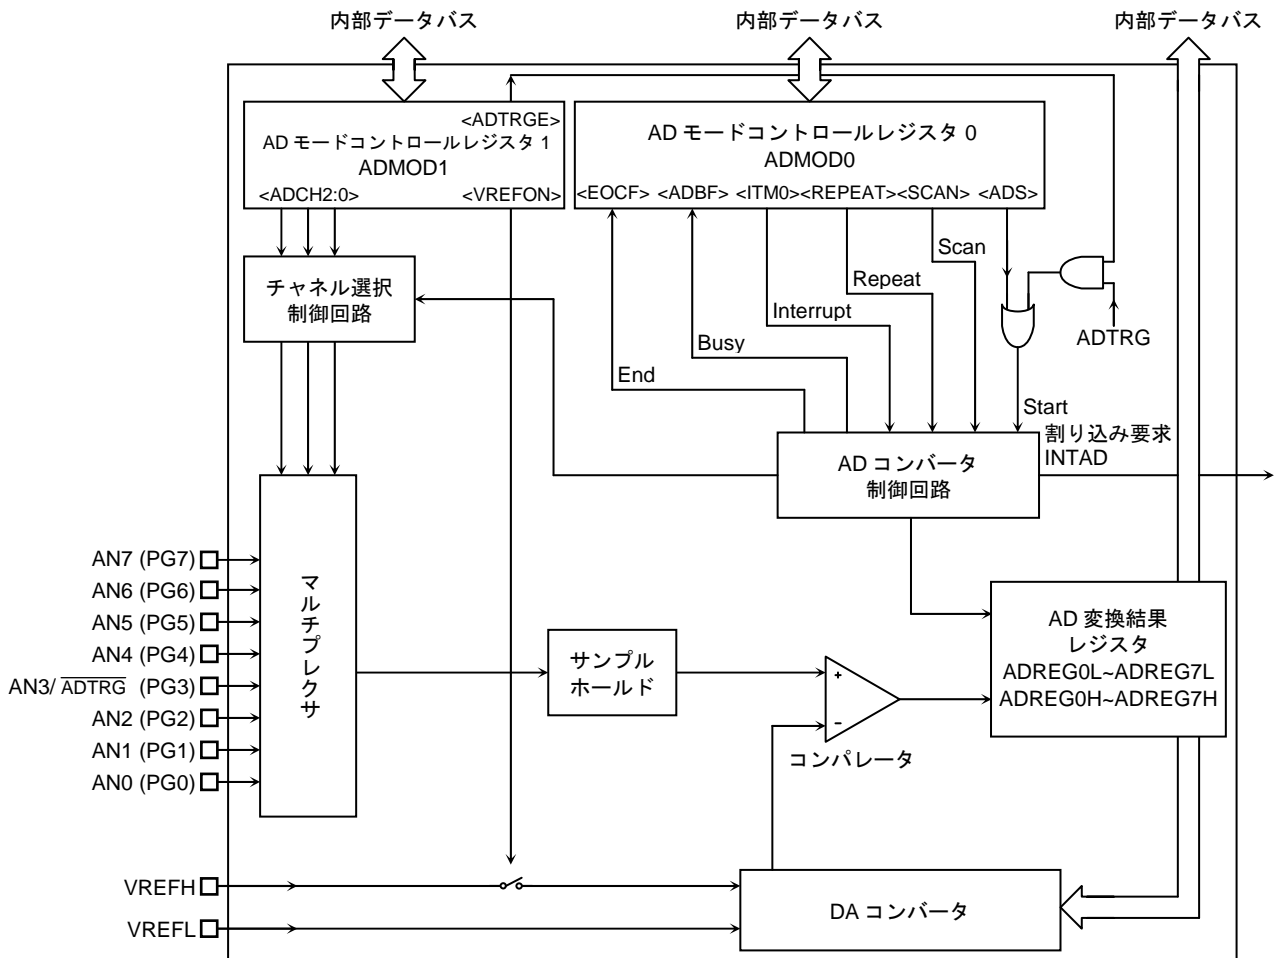 内部データバス
内部データバス
内部データバス
<ADTRGE>
AD モードコントロールレジスタ 1
ADMOD1
<ADCH2:0>
<VREFON>
AD モードコントロールレジスタ 0
ADMOD0
<EOCF> <ADBF> <ITM0><REPEAT> <SCAN> <ADS>
チャネル選択
制御回路
Scan
Repeat
Interrupt
Busy
End
ADTRG
Start
割り込み要求
INTAD
AD コンバータ
制御回路
AN7 (PG7)
AN6 (PG6)
AN5 (PG5)
AN4 (PG4)
AN3/ ADTRG (PG3)
AN2 (PG2)
AN1 (PG1)
AN0 (PG0)
マルチプレクサ
サンプル
ホールド
+
−
コンパレータ
AD 変換結果
レジスタ
ADREG0L~ADREG7L
ADREG0H~ADREG7H
VREFH
VREFL
DA コンバータ